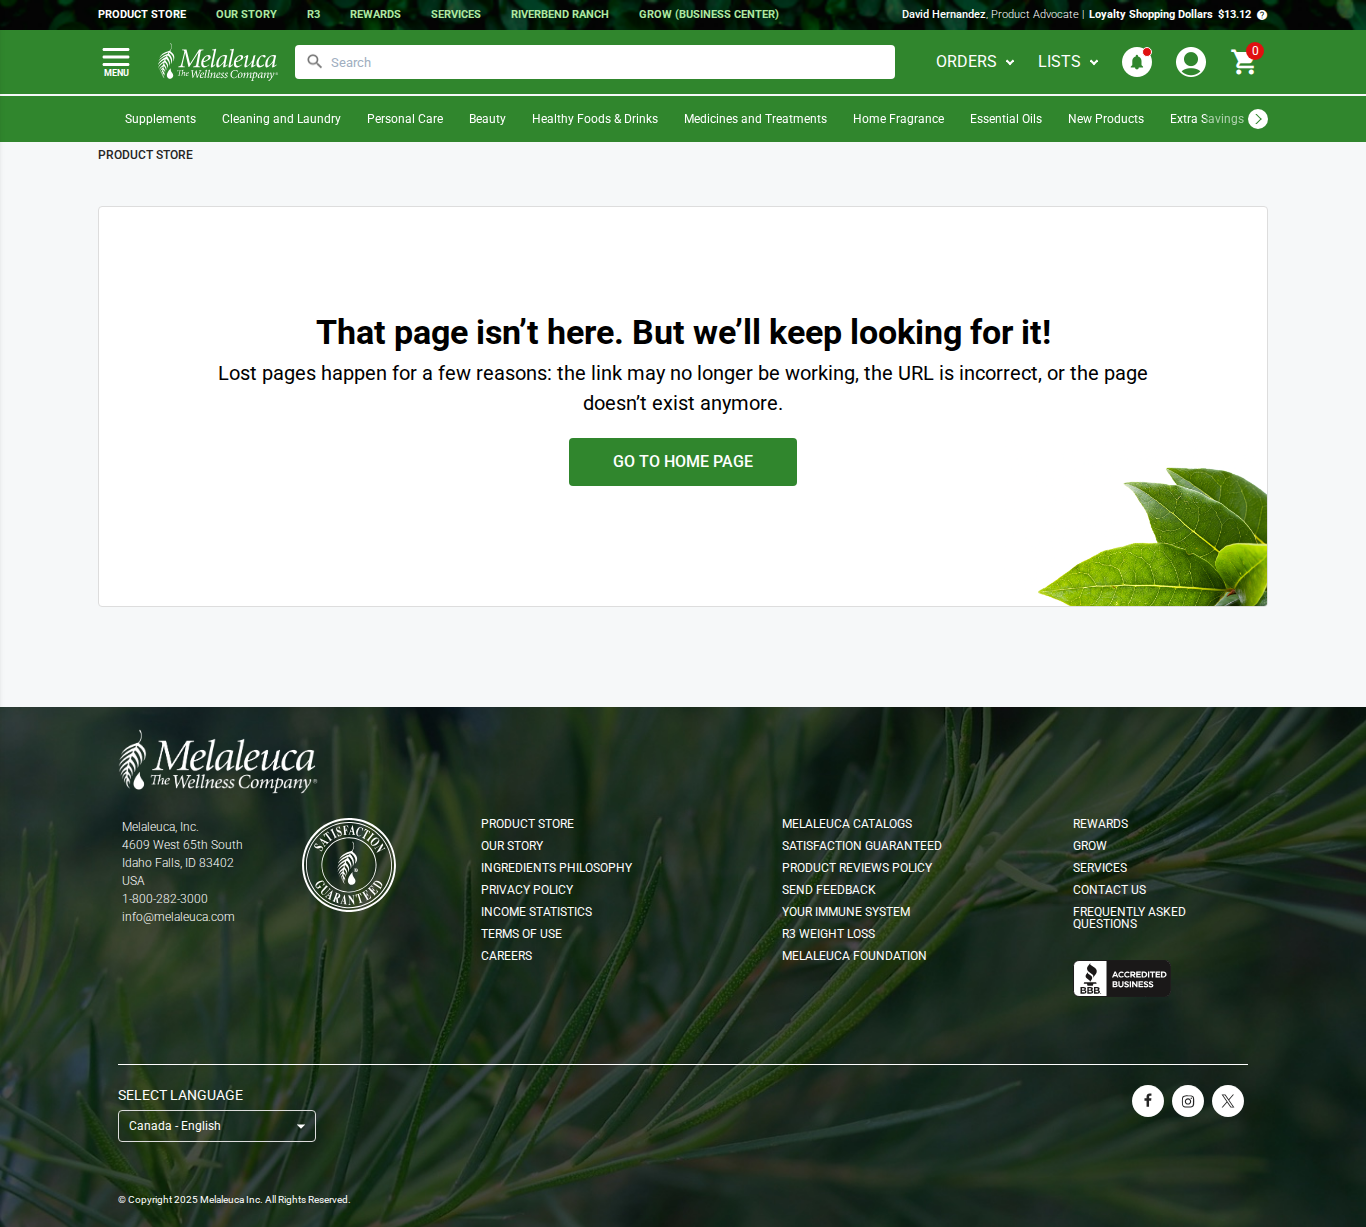 PRODUCT STORE OUR STORY R3 REWARDS SERVICES RIVERBEND RANCH GROW (BUSINESS CENTER) David Hernandez, Product Advocate | Loyalty Shopping Dollars $13.12 ?
MENU Melaleuca The Wellness Company® Search ORDERS LISTS 0
Supplements Cleaning and Laundry Personal Care Beauty Healthy Foods & Drinks Medicines and Treatments Home Fragrance Essential Oils New Products Extra Savings
PRODUCT STORE
That page isn’t here. But we’ll keep looking for it!
Lost pages happen for a few reasons: the link may no longer be working, the URL is incorrect, or the page
doesn’t exist anymore.
GO TO HOME PAGE
Melaleuca
The Wellness Company®
Melaleuca, Inc.
4609 West 65th South
Idaho Falls, ID 83402
USA
1-800-282-3000
info@melaleuca.com
SATISFACTION
GUARANTEED
PRODUCT STORE
OUR STORY
INGREDIENTS PHILOSOPHY
PRIVACY POLICY
INCOME STATISTICS
TERMS OF USE
CAREERS
MELALEUCA CATALOGS
SATISFACTION GUARANTEED
PRODUCT REVIEWS POLICY
SEND FEEDBACK
YOUR IMMUNE SYSTEM
R3 WEIGHT LOSS
MELALEUCA FOUNDATION
REWARDS
GROW
SERVICES
CONTACT US
FREQUENTLY ASKED
QUESTIONS
BBB. ACCREDITED
BUSINESS
SELECT LANGUAGE
Canada - English
© Copyright 2025 Melaleuca Inc. All Rights Reserved.